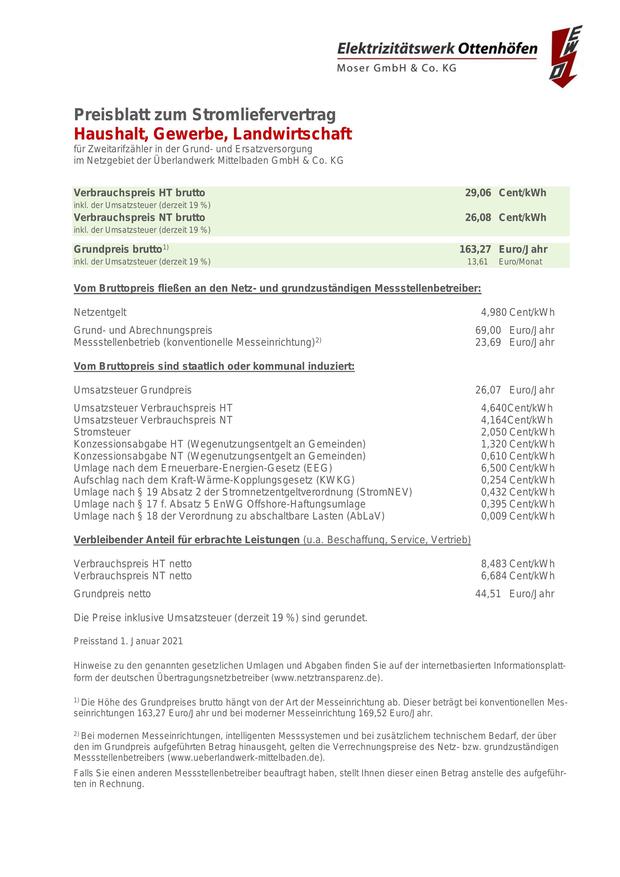 Elektrizitätswerk Ottenhöfen
Moser GmbH & Co. KG
EWO
Preisblatt zum Stromliefervertrag
Haushalt, Gewerbe, Landwirtschaft
für Zweitarifzähler in der Grund- und Ersatzversorgung
im Netzgebiet der Überlandwerk Mittelbaden GmbH & Co. KG
Verbrauchspreis HT brutto 29,06 Cent/kWh
inkl. der Umsatzsteuer (derzeit 19 %)
Verbrauchspreis NT brutto 26,08 Cent/kWh
inkl. der Umsatzsteuer (derzeit 19 %)
Grundpreis brutto1) 163,27 Euro/Jahr
inkl. der Umsatzsteuer (derzeit 19 %) 13,61 Euro/Monat
Vom Bruttopreis fließen an den Netz- und grundzuständigen Messstellenbetreiber:
Netzentgelt 4,980 Cent/kWh
Grund- und Abrechnungspreis 69,00 Euro/Jahr
Messstellenbetrieb (konventionelle Messeinrichtung)2) 23,69 Euro/Jahr
Vom Bruttopreis sind staatlich oder kommunal induziert:
Umsatzsteuer Grundpreis 26,07 Euro/Jahr
Umsatzsteuer Verbrauchspreis HT 4,640Cent/kWh
Umsatzsteuer Verbrauchspreis NT 4,164Cent/kWh
Stromsteuer 2,050 Cent/kWh
Konzessionsabgabe HT (Wegenutzungsentgelt an Gemeinden) 1,320 Cent/kWh
Konzessionsabgabe NT (Wegenutzungsentgelt an Gemeinden) 0,610 Cent/kWh
Umlage nach dem Erneuerbare-Energien-Gesetz (EEG) 6,500 Cent/kWh
Aufschlag nach dem Kraft-Wärme-Kopplungsgesetz (KWKG) 0,254 Cent/kWh
Umlage nach § 19 Absatz 2 der Stromnetzentgeltverordnung (StromNEV) 0,432 Cent/kWh
Umlage nach § 17 f. Absatz 5 EnWG Offshore-Haftungsumlage 0,395 Cent/kWh
Umlage nach § 18 der Verordnung zu abschaltbare Lasten (AbLaV) 0,009 Cent/kWh
Verbleibender Anteil für erbrachte Leistungen (u.a. Beschaffung, Service, Vertrieb)
Verbrauchspreis HT netto 8,483 Cent/kWh
Verbrauchspreis NT netto 6,684 Cent/kWh
Grundpreis netto 44,51 Euro/Jahr
Die Preise inklusive Umsatzsteuer (derzeit 19 %) sind gerundet.
Preisstand 1. Januar 2021
Hinweise zu den genannten gesetzlichen Umlagen und Abgaben finden Sie auf der internetbasierten Informationsplatt-
form der deutschen Übertragungsnetzbetreiber (www.netztransparenz.de).
1) Die Höhe des Grundpreises brutto hängt von der Art der Messeinrichtung ab. Dieser beträgt bei konventionellen Mes-
seinrichtungen 163,27 Euro/Jahr und bei moderner Messeinrichtung 169,52 Euro/Jahr.
2) Bei modernen Messeinrichtungen, intelligenten Messsystemen und bei zusätzlichem technischem Bedarf, der über
den im Grundpreis aufgeführten Betrag hinausgeht, gelten die Verrechnungspreise des Netz- bzw. grundzuständigen
Messstellenbetreibers (www.ueberlandwerk-mittelbaden.de).
Falls Sie einen anderen Messstellenbetreiber beauftragt haben, stellt Ihnen dieser einen Betrag anstelle des aufgeführ-
ten in Rechnung.